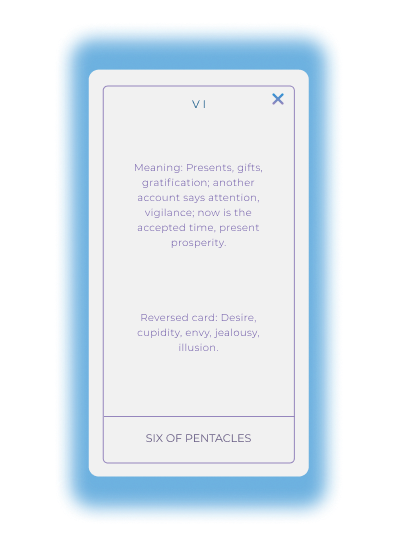 VI
Meaning: Presents, gifts,
gratification; another
account says attention,
vigilance; now is the
accepted time, present
prosperity.
Reversed card: Desire,
cupidity, envy, jealousy,
illusion.
SIX OF PENTACLES